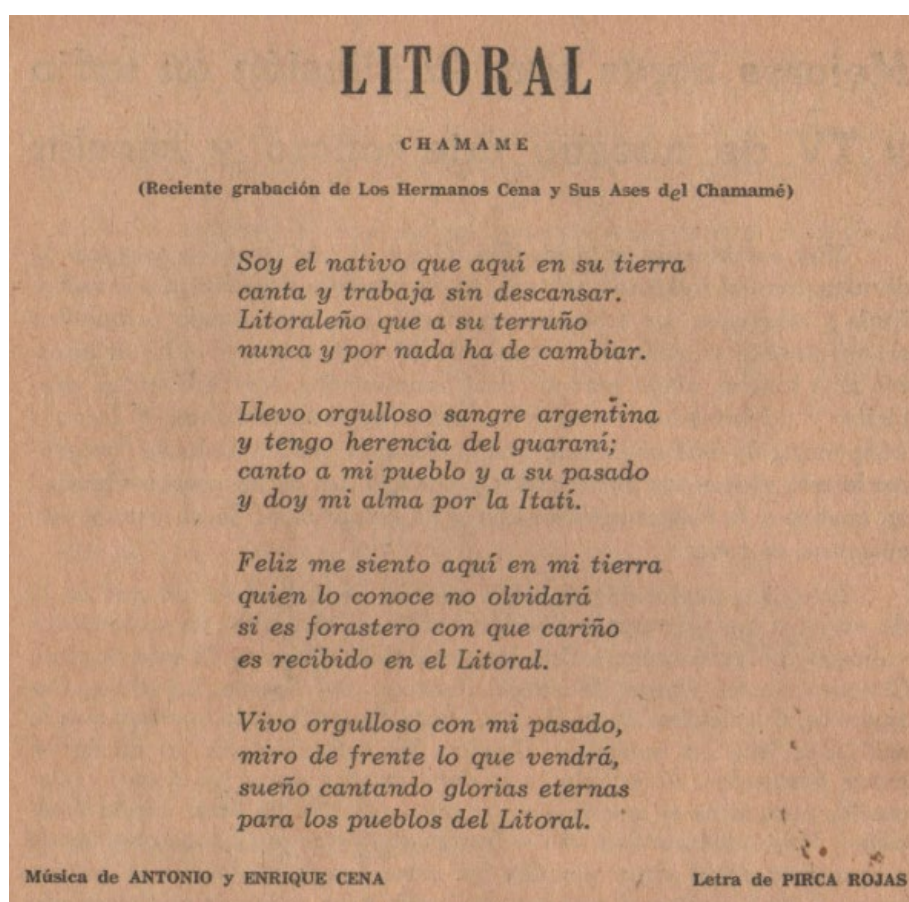 LITORAL
CHAMAME
(Reciente grabación de Los Hermanos Cena y Sus Ases del Chamamé)
Soy el nativo que aquí en su tierra
canta y trabaja sin descansar.
Litoraleño que a su terruño
nunca y por nada ha de cambiar.
Llevo orgulloso sangre argentina
y tengo herencia del guaraní;
canto a mi pueblo y a su pasado
y doy mi alma por la Itatí.
Feliz me siento aquí en mi tierra
quien lo conoce no olvidará
si es forastero con que cariño
es recibido en el Litoral.
Vivo orgulloso con mi pasado,
miro de frente lo que vendrá,
sueño cantando glorias eternas
para los pueblos del Litoral.
Música de ANTONIO y ENRIQUE CENA
Letra de PIRCA ROJAS